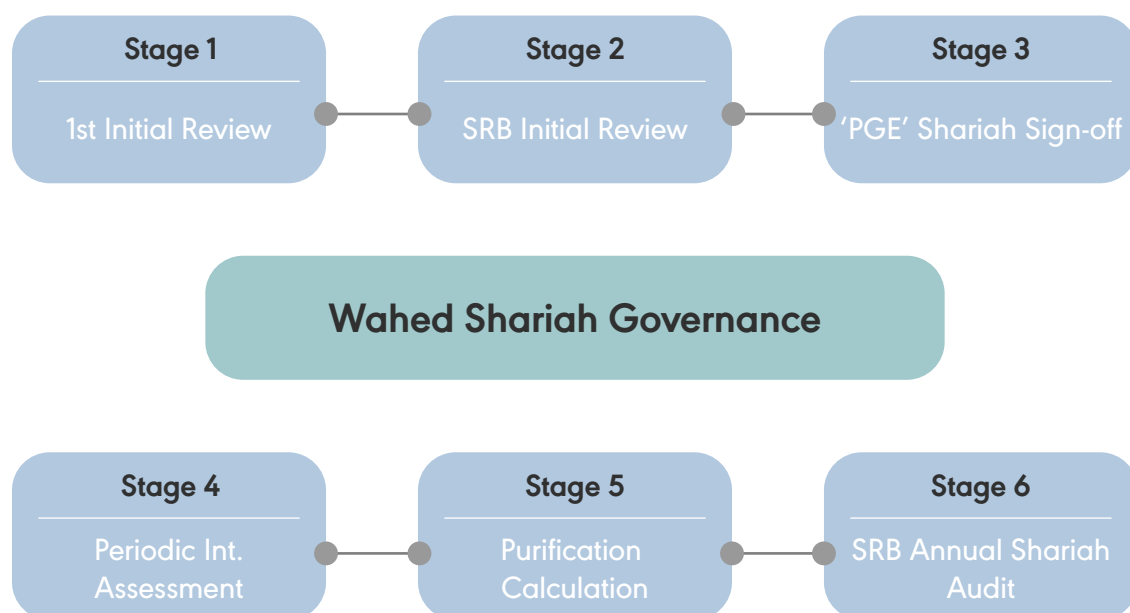 Stage 1
1st Initial Review
Stage 2
SRB Initial Review
Stage 3
‘PGE’ Shariah Sign-off
Wahed Shariah Governance
Stage 4
Periodic Int.
Assessment
Stage 5
Purification
Calculation
Stage 6
SRB Annual Shariah
Audit